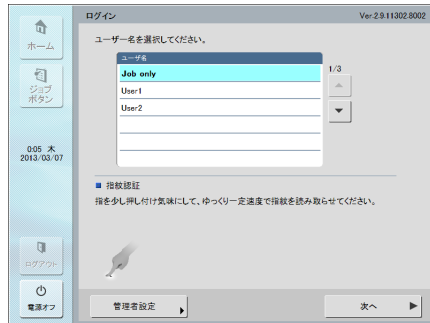 ログイン
Ver.2.9.11302.8002
ホーム
ジョブ
ボタン
0:05 木
2013/03/07
ログアウト
電源オフ
ユーザー名を選択してください。
ユーザ名
Job only
User1
User2
1/3
■ 指紋認証
指を少し押し付け気味にして、ゆっくり一定速度で指紋を読み取らせてください。
管理者設定
次へ